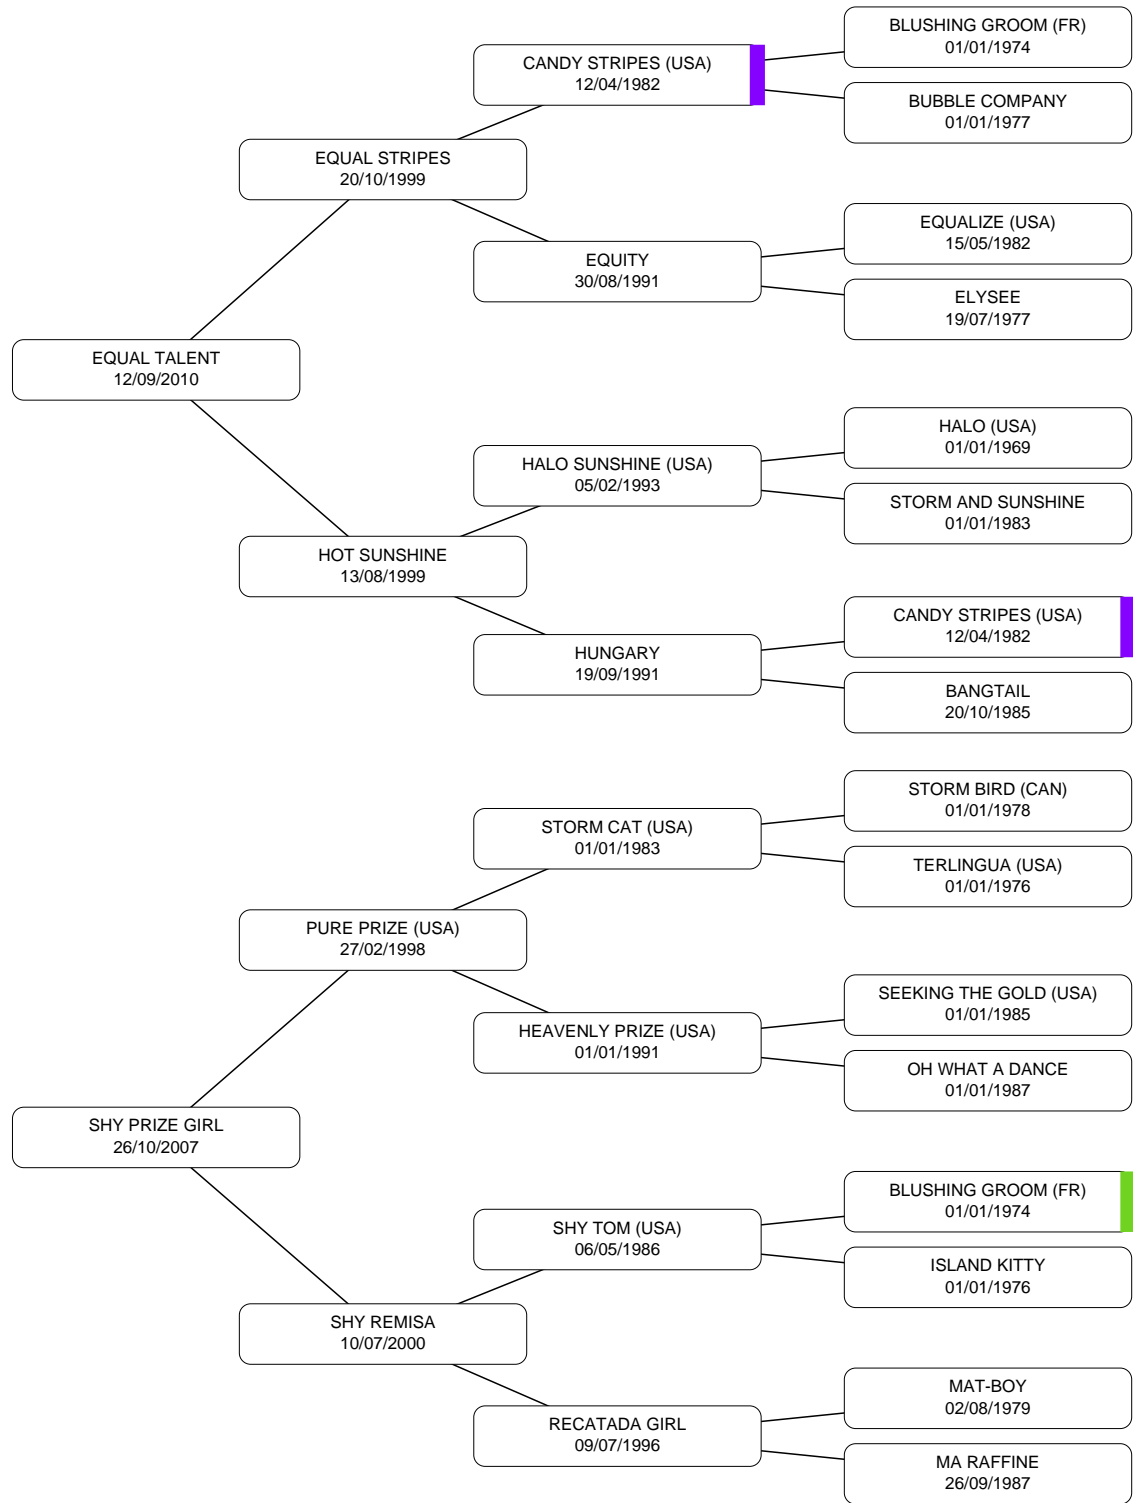 BLUSHING GROOM (FR)
01/01/1974
CANDY STRIPES (USA)
12/04/1982
BUBBLE COMPANY
01/01/1977
EQUAL STRIPES
20/10/1999
EQUALIZE (USA)
15/05/1982
EQUITY
30/08/1991
ELYSEE
19/07/1977
EQUAL TALENT
12/09/2010
HALO (USA)
01/01/1969
HALO SUNSHINE (USA)
05/02/1993
STORM AND SUNSHINE
01/01/1983
HOT SUNSHINE
13/08/1999
CANDY STRIPES (USA)
12/04/1982
HUNGARY
19/09/1991
BANGTAIL
20/10/1985
STORM BIRD (CAN)
01/01/1978
STORM CAT (USA)
01/01/1983
TERLINGUA (USA)
01/01/1976
PURE PRIZE (USA)
27/02/1998
SEEKING THE GOLD (USA)
01/01/1985
HEAVENLY PRIZE (USA)
01/01/1991
OH WHAT A DANCE
01/01/1987
SHY PRIZE GIRL
26/10/2007
BLUSHING GROOM (FR)
01/01/1974
SHY TOM (USA)
06/05/1986
ISLAND KITTY
01/01/1976
SHY REMISA
10/07/2000
MAT-BOY
02/08/1979
RECATADA GIRL
09/07/1996
MA RAFFINE
26/09/1987